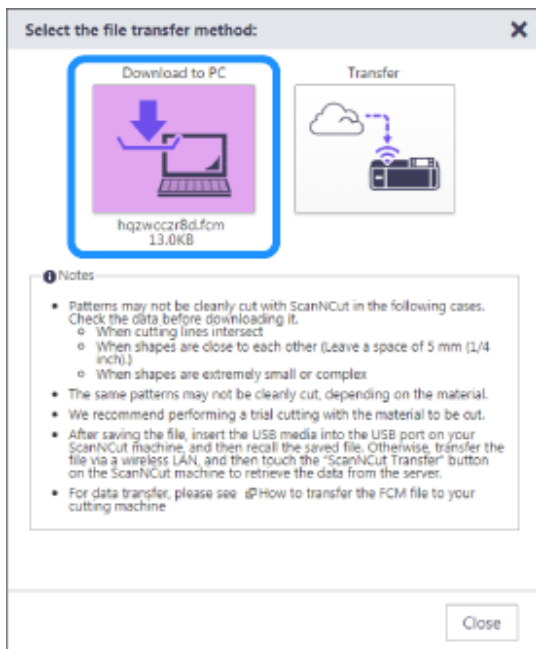 Select the file transfer method:
Download to PC
Transfer
hqzwcczr8d.fcm
13.0KB
Notes
Patterns may not be cleanly cut with ScanNCut in the following cases.
Check the data before downloading it.
When cutting lines intersect
When shapes are close to each other (Leave a space of 5 mm (1/4
inch).)
When shapes are extremely small or complex
The same patterns may not be cleanly cut, depending on the material.
We recommend performing a trial cutting with the material to be cut.
After saving the file, insert the USB media into the USB port on your
ScanNCut machine, and then recall the saved file. Otherwise, transfer the
file via a wireless LAN, and then touch the "ScanNCut Transfer" button
on the ScanNCut machine to retrieve the data from the server.
For data transfer, please see How to transfer the FCM file to your
cutting machine
Close